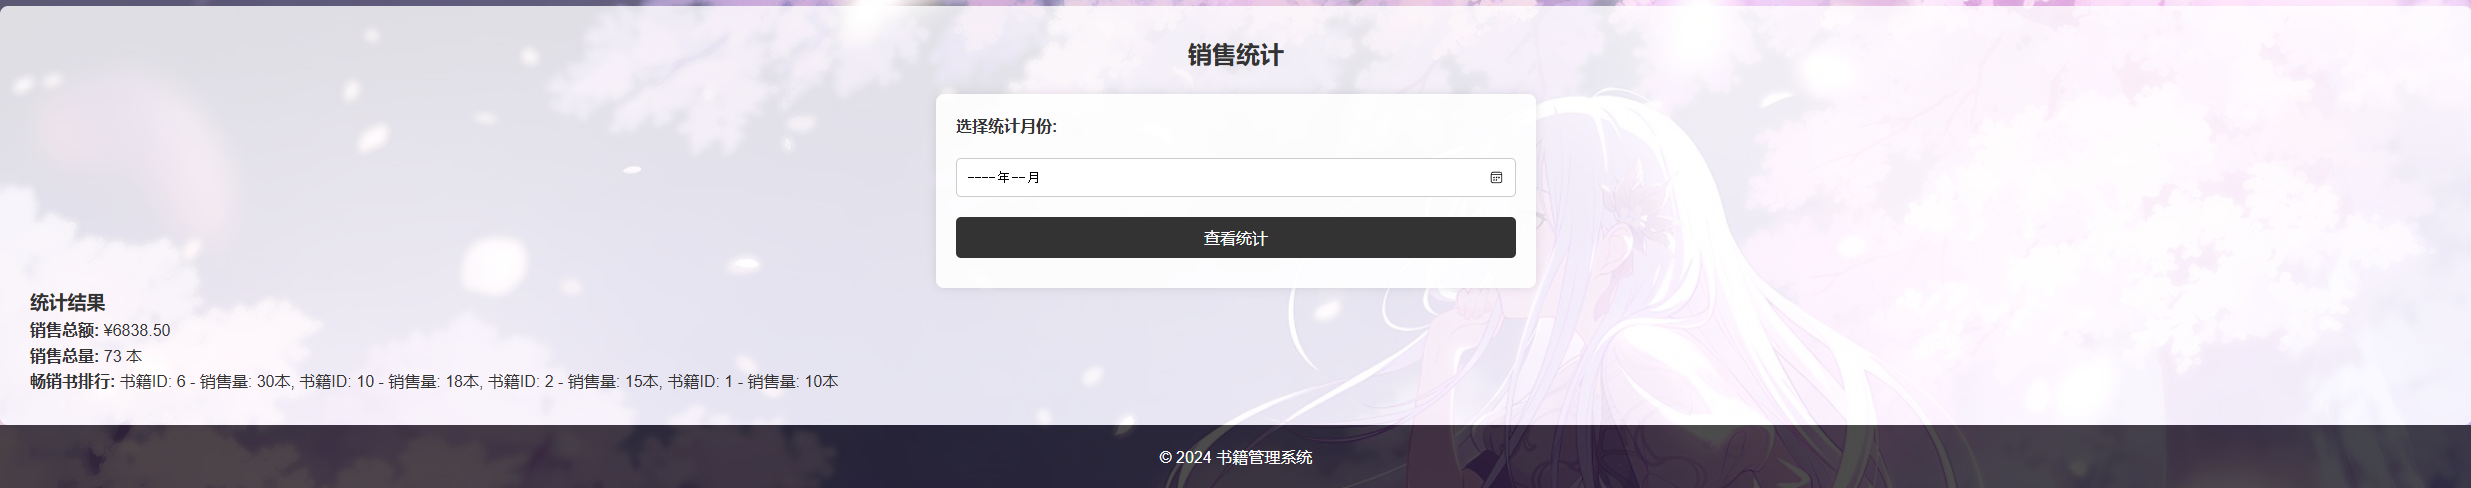 销售统计
选择统计月份:
----年--月
查看统计
统计结果
销售总额: ¥6838.50
销售总量: 73 本
畅销书排行: 书籍ID: 6 - 销售量: 30本, 书籍ID: 10 - 销售量: 18本, 书籍ID: 2 - 销售量: 15本, 书籍ID: 1 - 销售量: 10本
© 2024 书籍管理系统